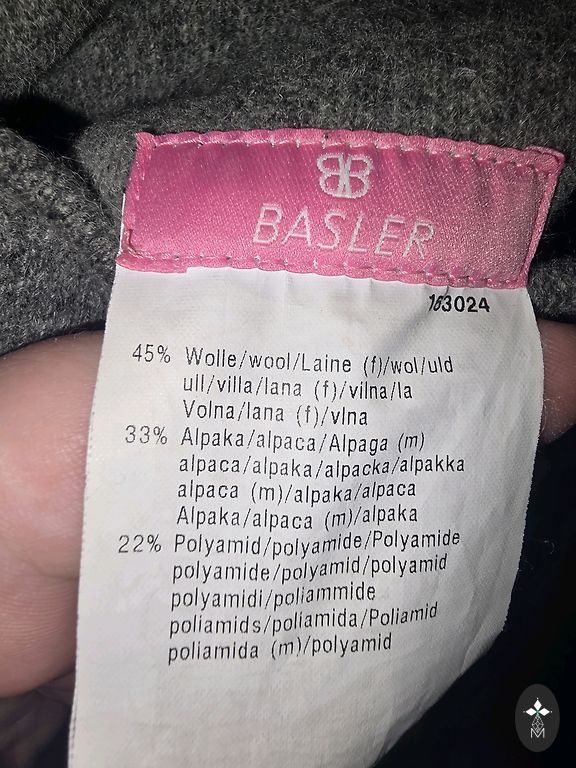 BB
BASLER
163024
45% Wolle/wool/Laine (f)/wol/uld
ull/villa/lana (f)/vilna/la
Volna/lana (f)/vlna
33% Alpaka/alpaca/Alpaga (m)
alpaca/alpaka/alpacka/alpakka
alpaca (m)/alpaka/alpaca
Alpaka/alpaca (m)/alpaka
22% Polyamid/polyamide/Polyamide
polyamide/polyamid/polyamid
polyamidi/poliammide
poliamids/poliamida/Poliamid
poliamida (m)/polyamid
M